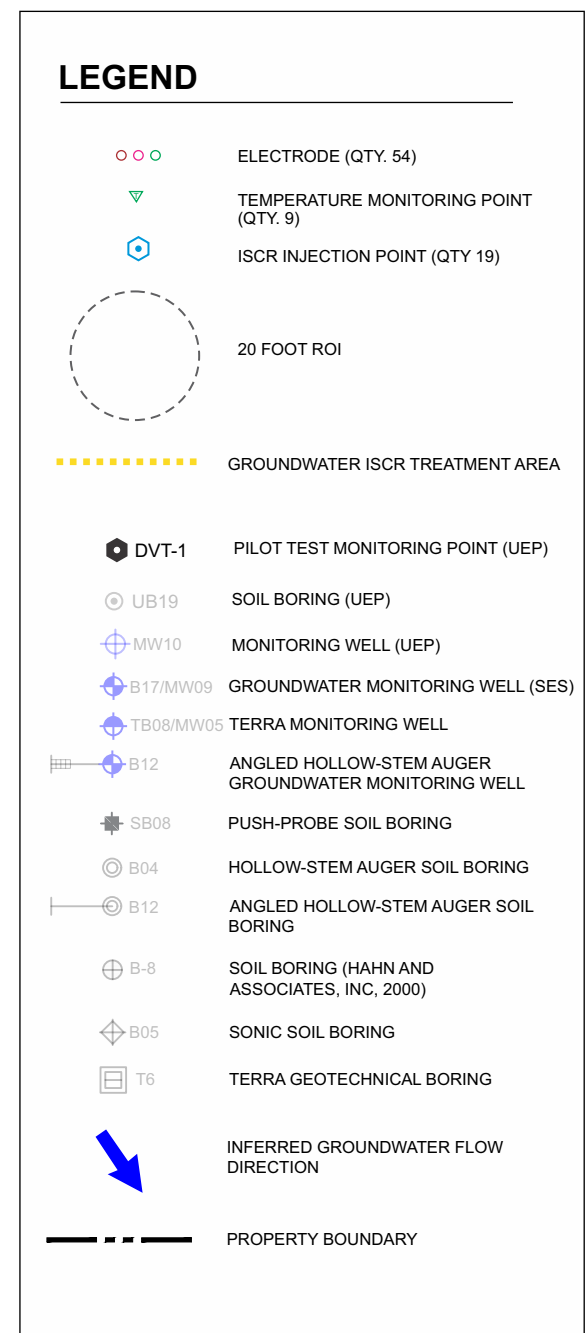 LEGEND
ELECTRODE (QTY. 54)
T
TEMPERATURE MONITORING POINT
(QTY. 9)
ISCR INJECTION POINT (QTY 19)
20 FOOT ROI
GROUNDWATER ISCR TREATMENT AREA
DVT-1 PILOT TEST MONITORING POINT (UEP)
UB19 SOIL BORING (UEP)
MW10 MONITORING WELL (UEP)
B17/MW09 GROUNDWATER MONITORING WELL (SES)
TB08/MW05 TERRA MONITORING WELL
B12 ANGLED HOLLOW-STEM AUGER
GROUNDWATER MONITORING WELL
SB08 PUSH-PROBE SOIL BORING
B04 HOLLOW-STEM AUGER SOIL BORING
B12 ANGLED HOLLOW-STEM AUGER SOIL
BORING
B-8 SOIL BORING (HAHN AND
ASSOCIATES, INC, 2000)
B05 SONIC SOIL BORING
T6 TERRA GEOTECHNICAL BORING
INFERRED GROUNDWATER FLOW
DIRECTION
PROPERTY BOUNDARY